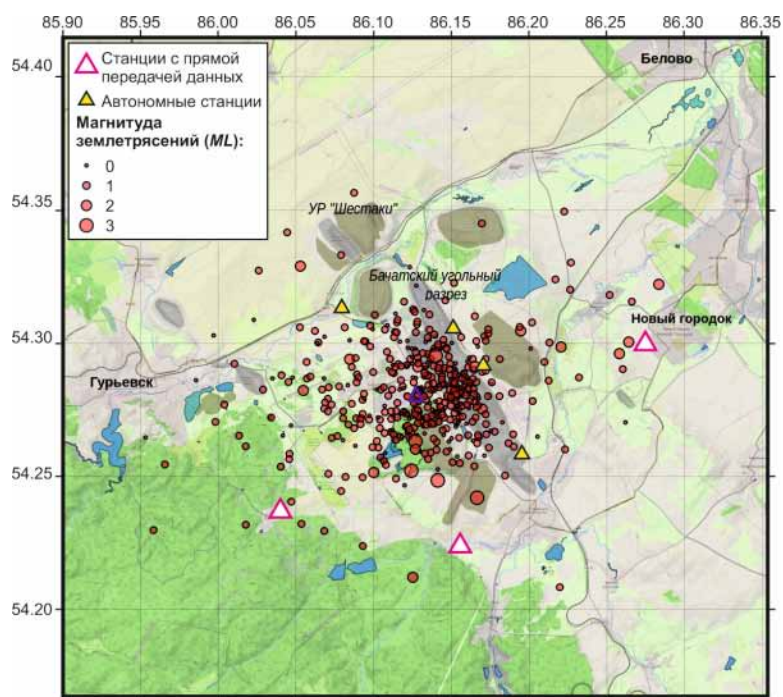 85.90 85.95 86.00 86.05 86.10 86.15 86.20 86.25 86.30 86.35
54.40
54.35
54.30
54.25
54.20
Станции с прямой
передачей данных
Автономные станции
Магнитуда
землетрясений (ML):
0
1
2
3
Белово
УР "Шестаки"
Бачатский угольный
разрез
Новый городок
Гурьевск